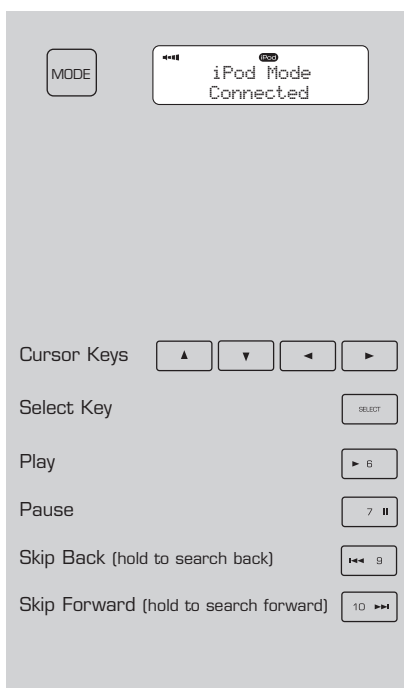 MODE
iPod
iPod Mode
Connected
Cursor Keys
Select Key
SELECT
Play
6
Pause
7
Skip Back (hold to search back)
9
Skip Forward (hold to search forward)
10